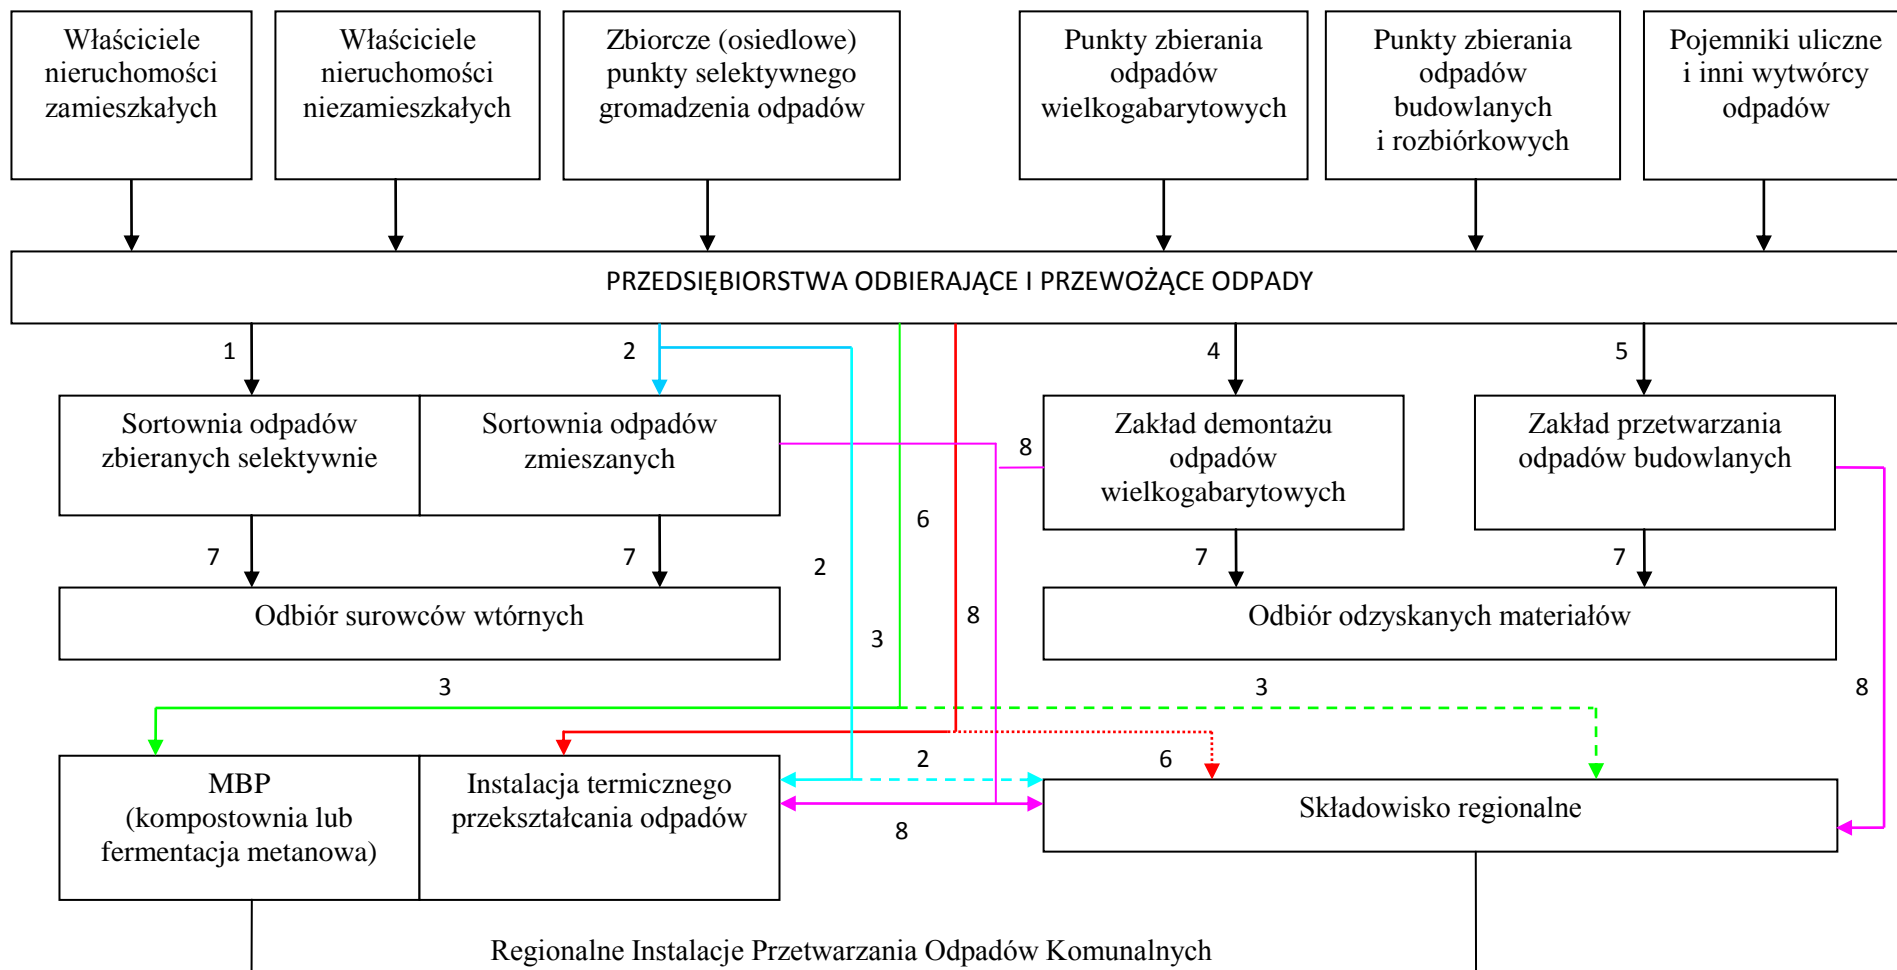 Właściciele
nieruchomości
zamieszkałych
Właściciele
nieruchomości
niezamieszkałych
Zbiorcze (osiedlowe)
punkty selektywnego
gromadzenia odpadów
Punkty zbierania
odpadów
wielkogabarytowych
Punkty zbierania
odpadów
budowlanych
i rozbiórkowych
Pojemniki uliczne
i inni wytwórcy
odpadów
PRZEDSIĘBIORSTWA ODBIERAJĄCE I PRZEWOŻĄCE ODPADY
1
2
4
5
Sortownia odpadów
zbieranych selektywnie
Sortownia odpadów
zmieszanych
8
Zakład demontażu
odpadów
wielkogabarytowych
Zakład przetwarzania
odpadów budowlanych
6
7
7
2
7
7
Odbiór surowców wtórnych
8
3
Odbiór odzyskanych materiałów
3
3
8
MBP
(kompostownia lub
fermentacja metanowa)
Instalacja termicznego
przekształcania odpadów
2
6
8
Składowisko regionalne
Regionalne Instalacje Przetwarzania Odpadów Komunalnych